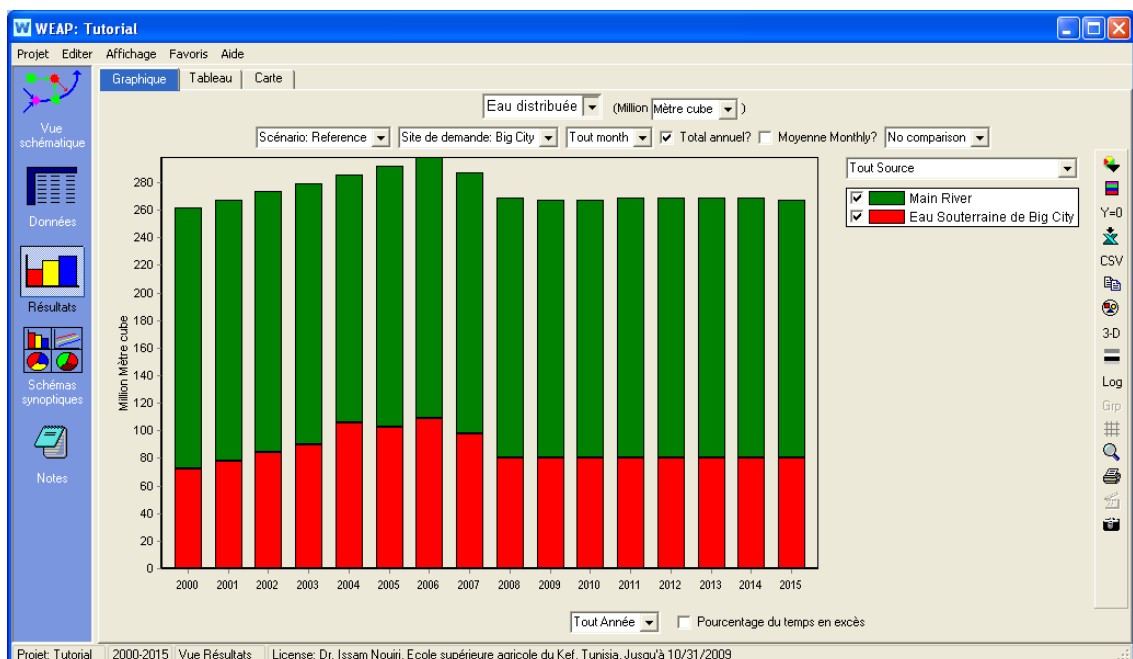 WEAP: Tutorial
Projet Editer Affichage Favoris Aide
Graphique Tableau Carte
Eau distribuée (Million Mètre cube )
Scénario: Reference Site de demande: Big City Tout month Total annuel? Moyenne Monthly? No comparison
Vue
schématique
Données
Résultats
Schémas
synoptiques
Notes
Million Mètre cube
280
260
240
220
200
180
160
140
120
100
80
60
40
20
0
2000 2001 2002 2003 2004 2005 2006 2007 2008 2009 2010 2011 2012 2013 2014 2015
Tout Source
Main River
Eau Souterraine de Big City
Y=0
CSV
3-D
Log
Grp
Tout Année Pourcentage du temps en excès
Projet: Tutorial 2000-2015 Vue Résultats License: Dr. Issam Nouiri, Ecole supérieure agricole du Kef, Tunisia, Jusqu'à 10/31/2009